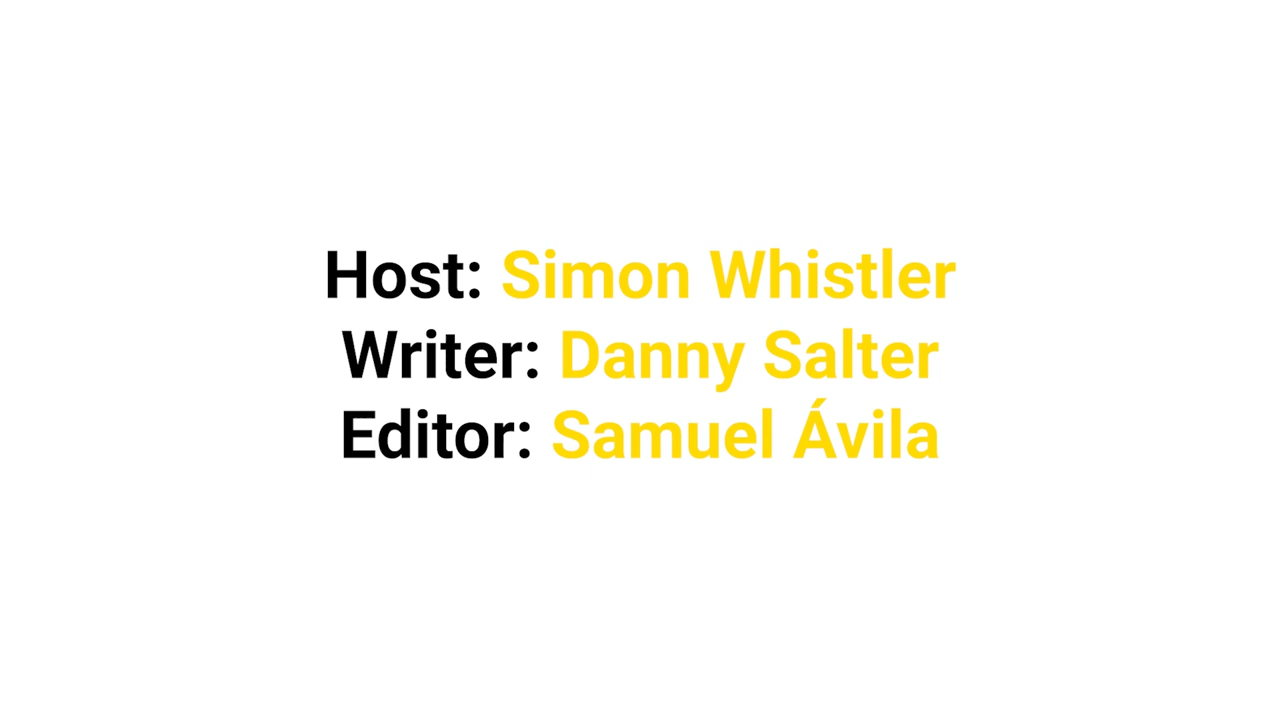 Host: Simon Whistler
Writer: Danny Salter
Editor: Samuel Ávila